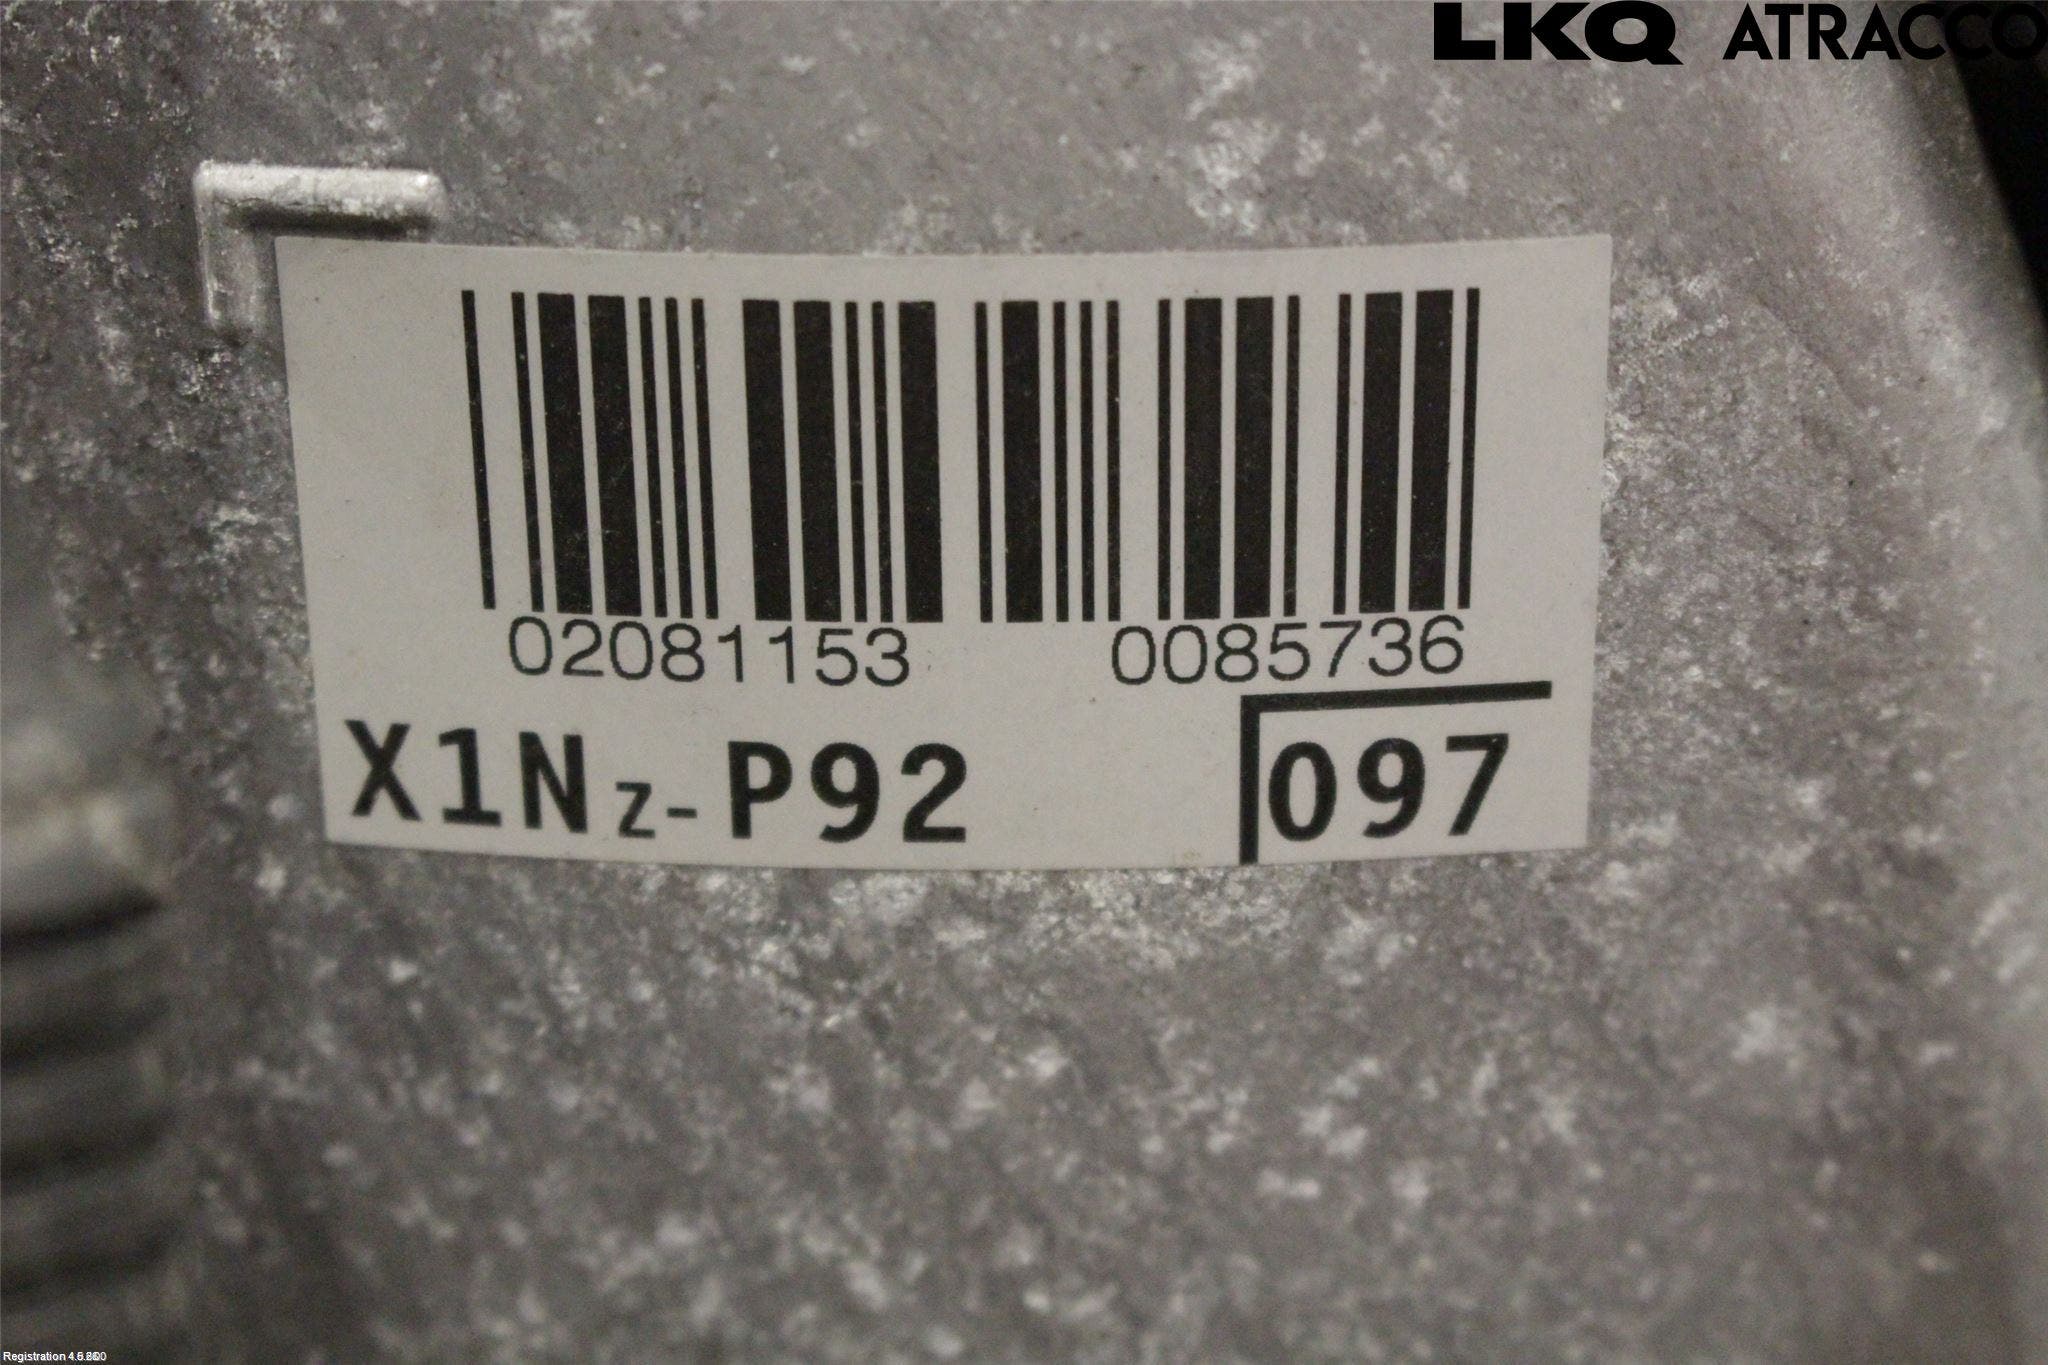 LKQ ATRACCO
02081153 0085736
X1Nz-P92 097